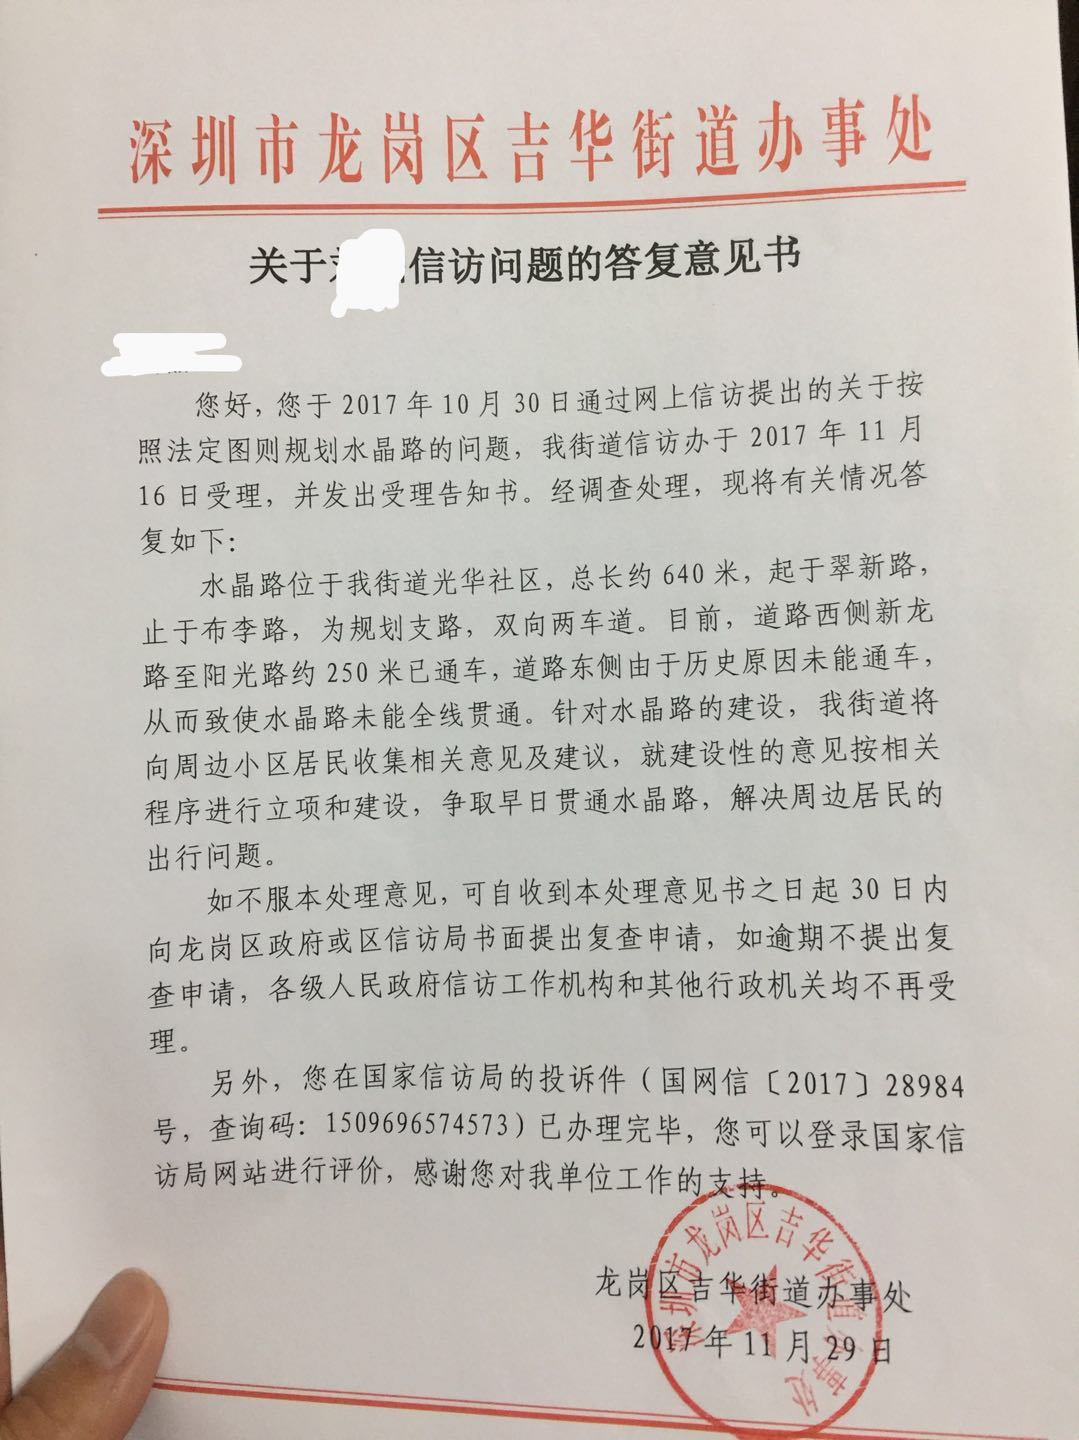 深圳市龙岗区吉华街道办事处
关于
信访问题的答复意见书
您好，您于 2017 年 10 月 30 日通过网上信访提出的关于按
照法定图则规划水晶路的问题，我街道信访办于 2017 年 11 月
16 日受理，并发出受理告知书。经调查处理，现将有关情况答
复如下：
水晶路位于我街道光华社区，总长约 640 米，起于翠新路，
止于布李路，为规划支路，双向两车道。目前，道路西侧新龙
路至阳光路约 250 米已通车，道路东侧由于历史原因未能通车，
从而致使水晶路未能全线贯通。针对水晶路的建设，我街道将
向周边小区居民收集相关意见及建议，就建设性的意见按相关
程序进行立项和建设，争取早日贯通水晶路，解决周边居民的
出行问题。
如不服本处理意见，可自收到本处理意见书之日起 30 日内
向龙岗区政府或区信访局书面提出复查申请，如逾期不提出复
查申请，各级人民政府信访工作机构和其他行政机关均不再受
理。
另外，您在国家信访局的投诉件（国网信〔2017〕28984
号，查询码：1509696574573）已办理完毕，您可以登录国家信
访局网站进行评价，感谢您对我单位工作的支持。
龙岗区吉华街道办事处
2017 年 11 月 29 日
深圳市龙岗区吉华街道办事处